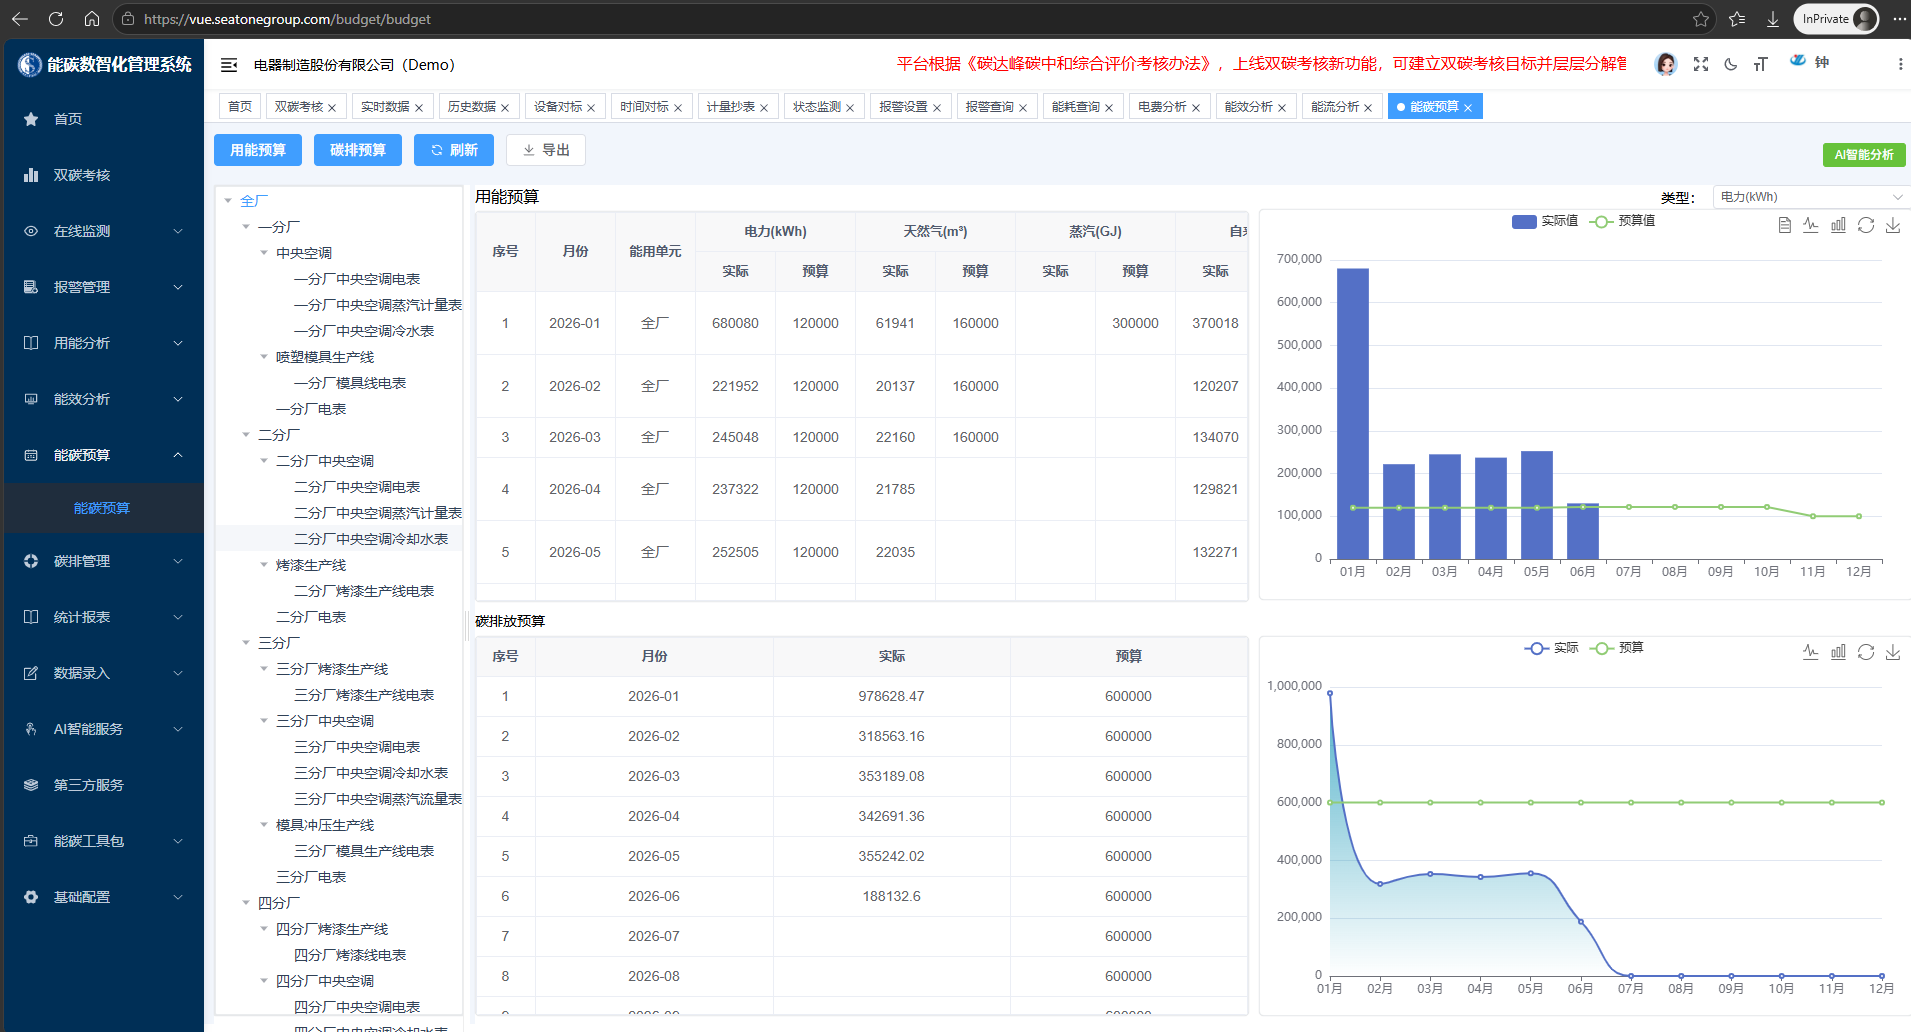 https://vue.seatonegroup.com/budget/budget
InPrivate
能碳数智化管理系统
电器制造股份有限公司（Demo）
平台根据《碳达峰碳中和综合评价考核办法》，上线双碳考核新功能，可建立双碳考核目标并层层分解管
钟
首页
双碳考核
实时数据
历史数据
设备对标
时间对标
计量抄表
状态监测
报警设置
报警查询
能耗查询
电费分析
能效分析
能流分析
能碳预算
首页
双碳考核
在线监测
报警管理
用能分析
能效分析
能碳预算
能碳预算
碳排管理
统计报表
数据录入
AI智能服务
第三方服务
能碳工具包
基础配置
用能预算
碳排预算
刷新
导出
AI智能分析
全厂
一分厂
中央空调
一分厂中央空调电表
一分厂中央空调蒸汽计量表
一分厂中央空调冷水表
喷塑模具生产线
一分厂模具线电表
一分厂电表
二分厂
二分厂中央空调
二分厂中央空调电表
二分厂中央空调蒸汽计量表
二分厂中央空调冷却水表
烤漆生产线
二分厂烤漆生产线电表
二分厂电表
三分厂
三分厂烤漆生产线
三分厂烤漆生产线电表
三分厂中央空调
三分厂中央空调电表
三分厂中央空调冷却水表
三分厂中央空调蒸汽流量表
模具冲压生产线
三分厂模具生产线电表
三分厂电表
四分厂
四分厂烤漆生产线
四分厂烤漆线电表
四分厂中央空调
四分厂中央空调电表
用能预算
序号 月份 能用单元 电力(kWh) 天然气(m³) 蒸汽(GJ) 自
实际 预算 实际 预算 实际 预算 实际
1 2026-01 全厂 680080 120000 61941 160000 300000 370018
2 2026-02 全厂 221952 120000 20137 160000 120207
3 2026-03 全厂 245048 120000 22160 160000 134070
4 2026-04 全厂 237322 120000 21785 129821
5 2026-05 全厂 252505 120000 22035 132271
类型：
电力(kWh)
实际值 预算值
700,000
600,000
500,000
400,000
300,000
200,000
100,000
0
01月 02月 03月 04月 05月 06月 07月 08月 09月 10月 11月 12月
碳排放预算
序号 月份 实际 预算
1 2026-01 978628.47 600000
2 2026-02 318563.16 600000
3 2026-03 353189.08 600000
4 2026-04 342691.36 600000
5 2026-05 355242.02 600000
6 2026-06 188132.6 600000
7 2026-07 600000
8 2026-08 600000
实际 预算
1,000,000
800,000
600,000
400,000
200,000
0
01月 02月 03月 04月 05月 06月 07月 08月 09月 10月 11月 12月